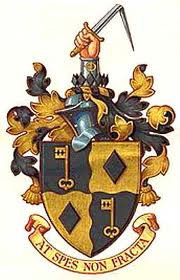 AT SPES NON FRACTA